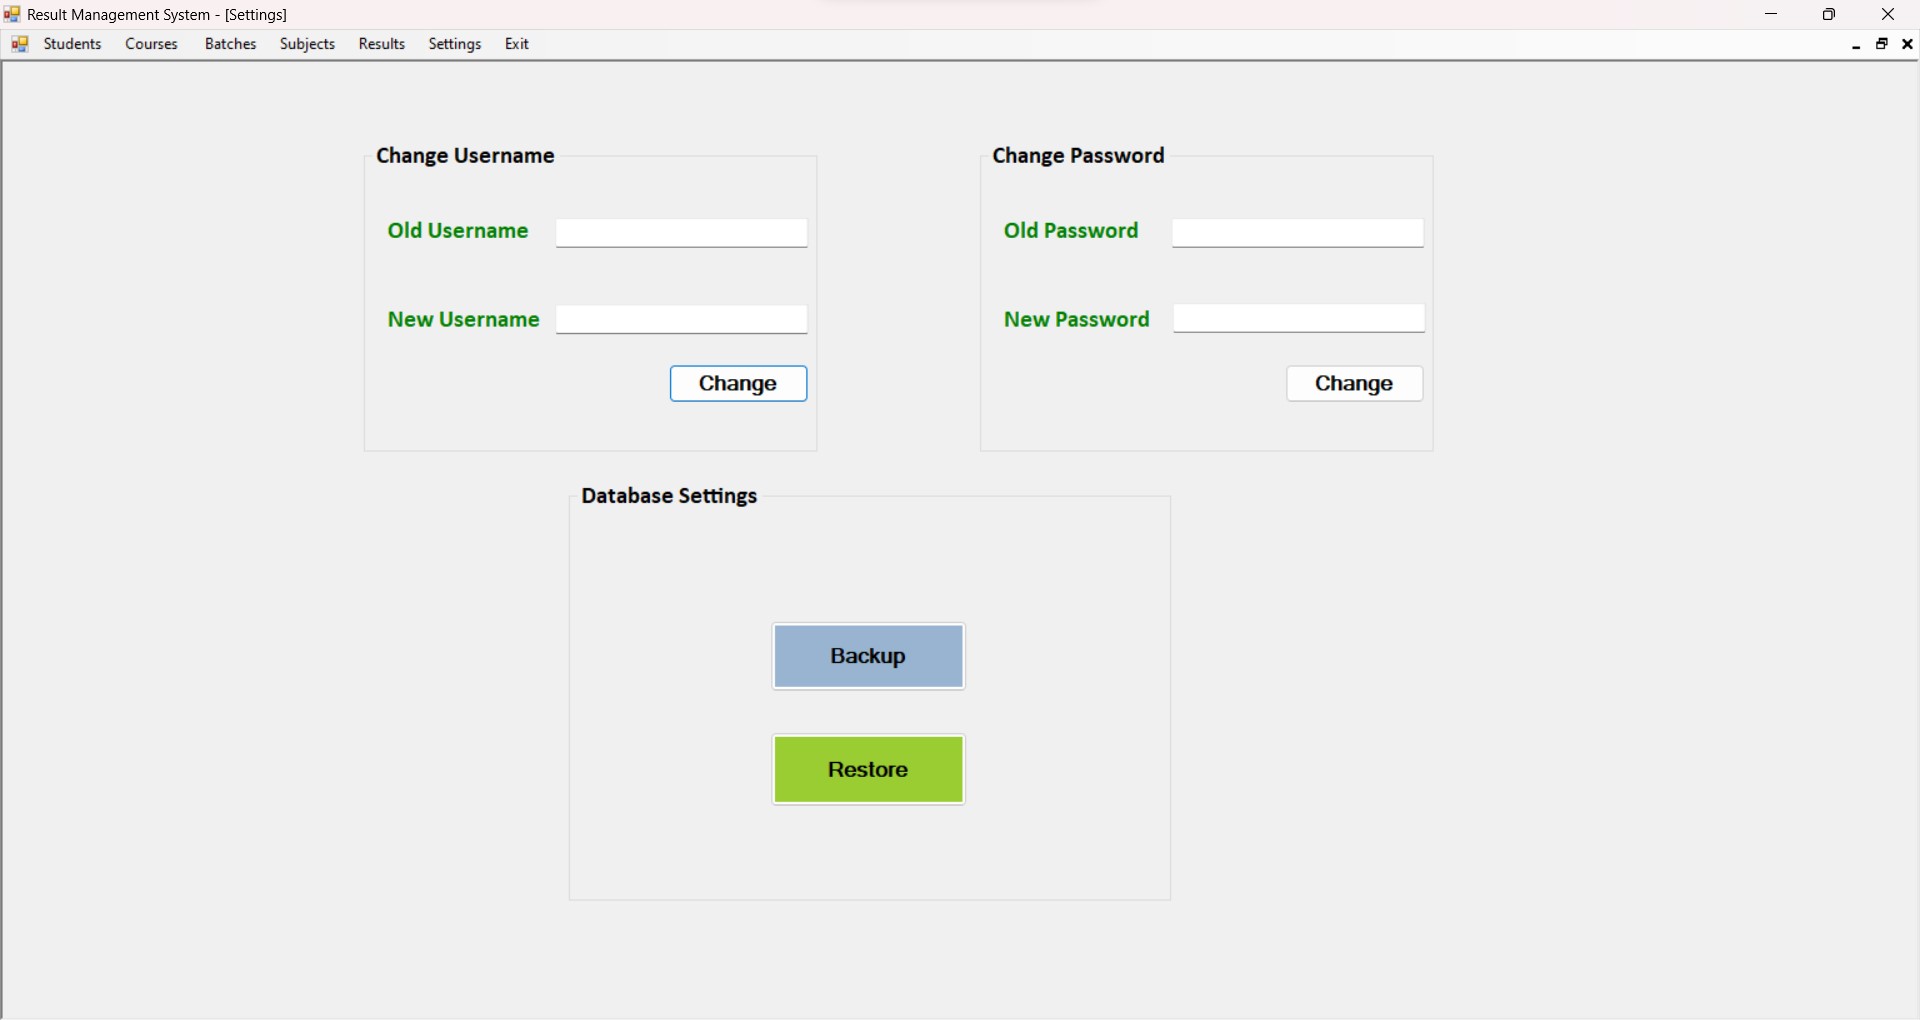 Result Management System - [Settings]
Students Courses Batches Subjects Results Settings Exit
Change Username
Old Username
New Username
Change
Change Password
Old Password
New Password
Change
Database Settings
Backup
Restore